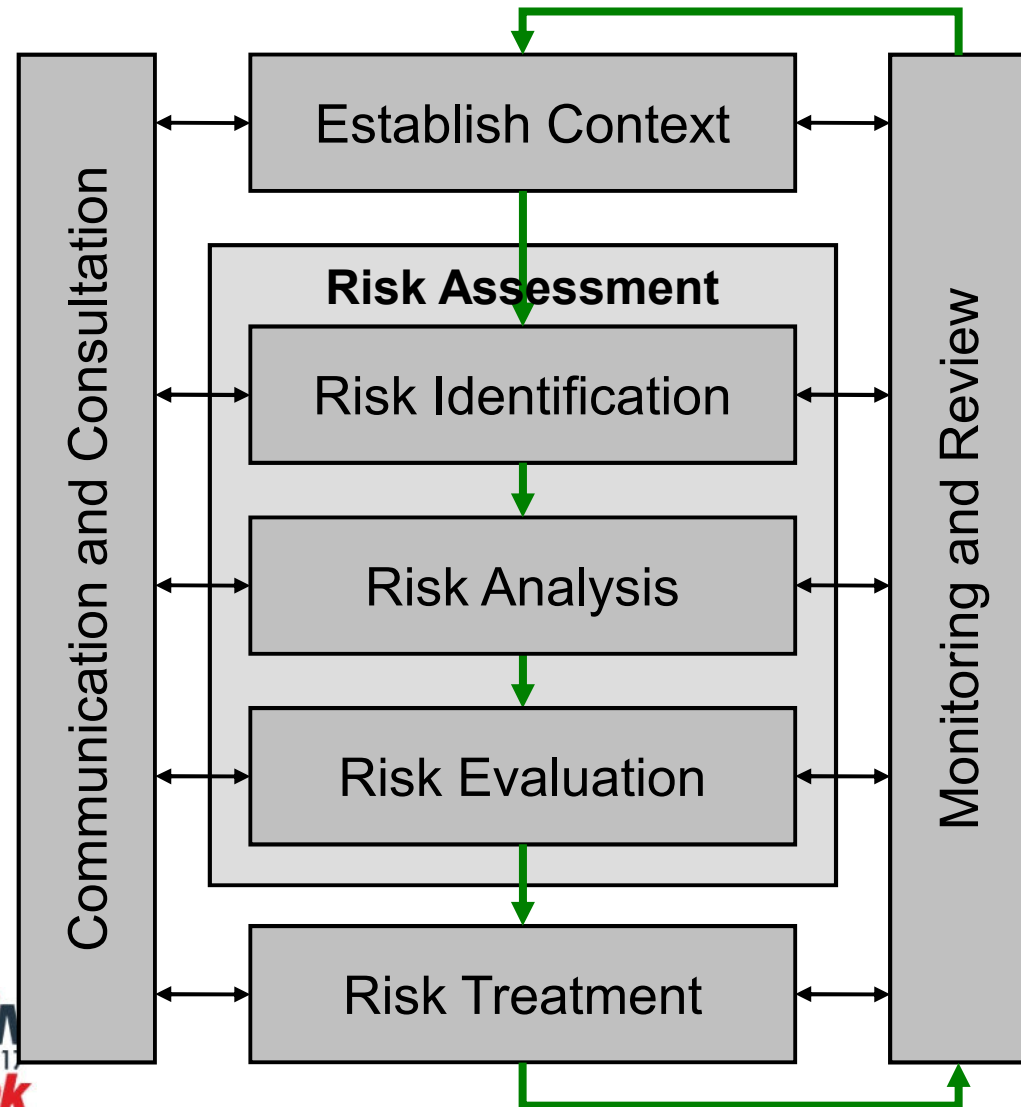 Establish Context
Communication and Consultation
Risk Assessment
Risk Identification
Risk Analysis
Risk Evaluation
Risk Treatment
Monitoring and Review